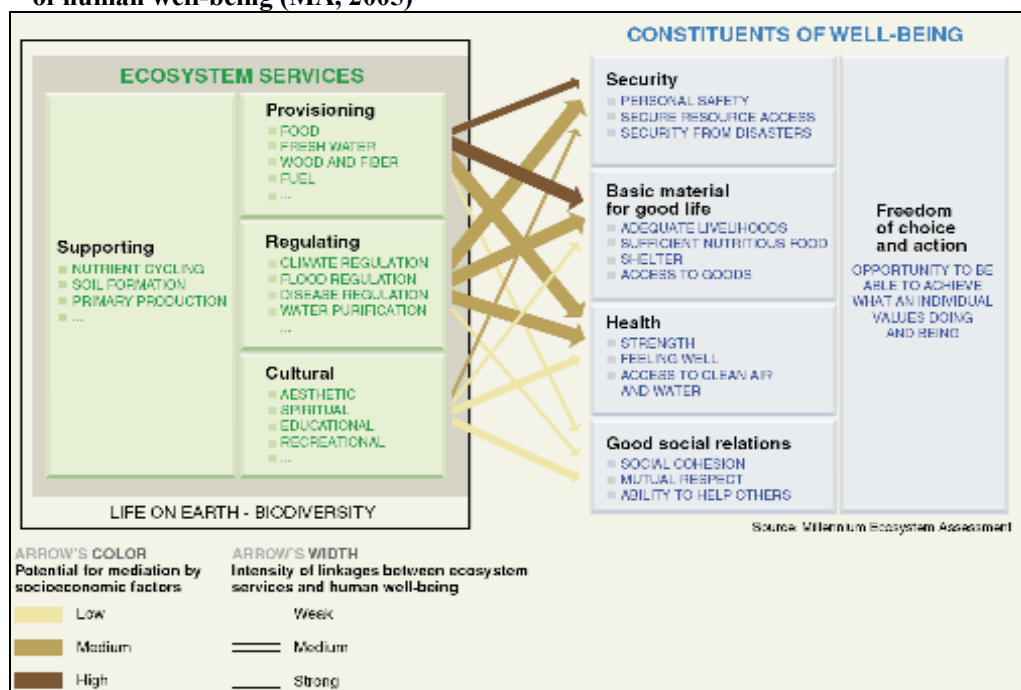 of human well-being (MA, 2005)
CONSTITUENTS OF WELL-BEING
ECOSYSTEM SERVICES
Supporting
NUTRIENT CYCLING
SOIL FORMATION
PRIMARY PRODUCTION
...
Provisioning
FOOD
FRESH WATER
WOOD AND FIBER
FUEL
...
Regulating
CLIMATE REGULATION
FLOOD REGULATION
DISEASE REGULATION
WATER PURIFICATION
...
Cultural
AESTHETIC
SPIRITUAL
EDUCATIONAL
RECREATIONAL
...
LIFE ON EARTH - BIODIVERSITY
Security
PERSONAL SAFETY
SECURE RESOURCE ACCESS
SECURITY FROM DISASTERS
Basic material
for good life
ADEQUATE LIVELIHOODS
SUFFICIENT NUTRITIOUS FOOD
SHELTER
ACCESS TO GOODS
Health
STRENGTH
FEELING WELL
ACCESS TO CLEAN AIR
AND WATER
Good social relations
SOCIAL COHESION
MUTUAL RESPECT
ABILITY TO HELP OTHERS
Freedom
of choice
and action
OPPORTUNITY TO BE
ABLE TO ACHIEVE
WHAT AN INDIVIDUAL
VALUES DOING
AND BEING
Source: Millennium Ecosystem Assessment
ARROW'S COLOR
Potential for mediation by
socioeconomic factors
Low
Medium
High
ARROW'S WIDTH
Intensity of linkages between ecosystem
services and human well-being
Weak
Medium
Strong